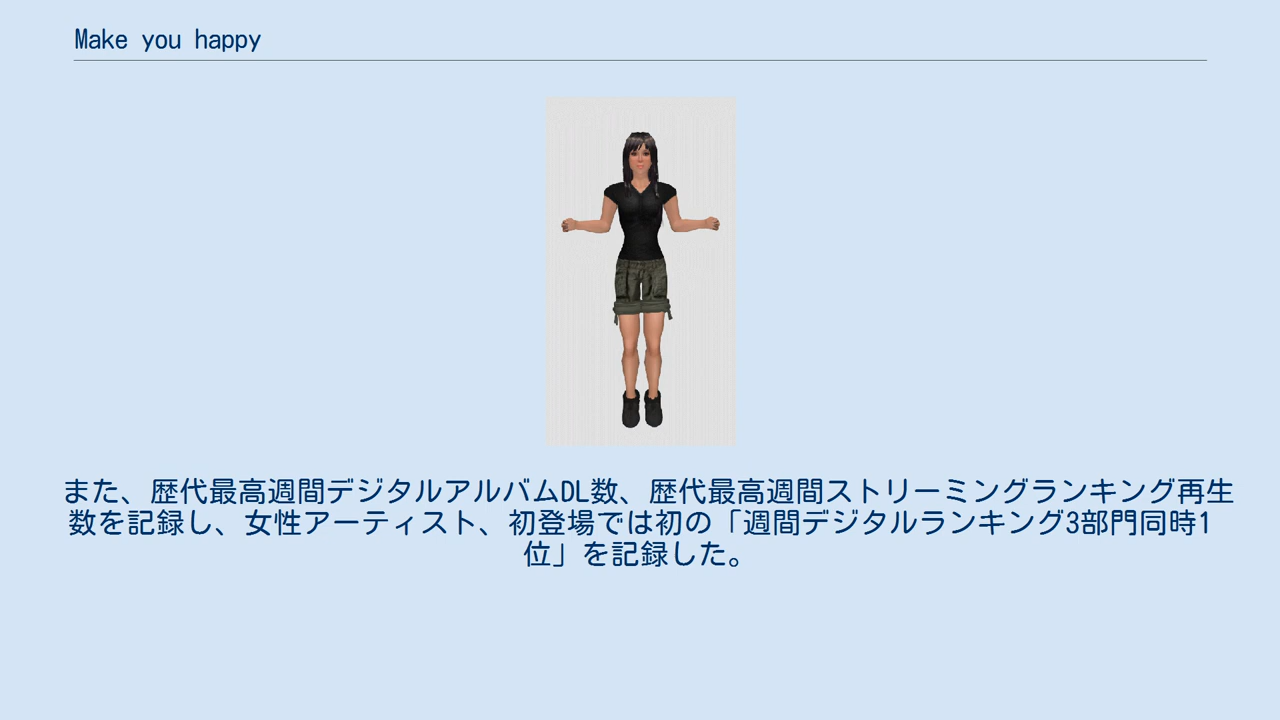 Make you happy
また、歴代最高週間デジタルアルバムDL数、歴代最高週間ストリーミングランキング再生
数を記録し、女性アーティスト、初登場では初の「週間デジタルランキング3部門同時1
位」を記録した。